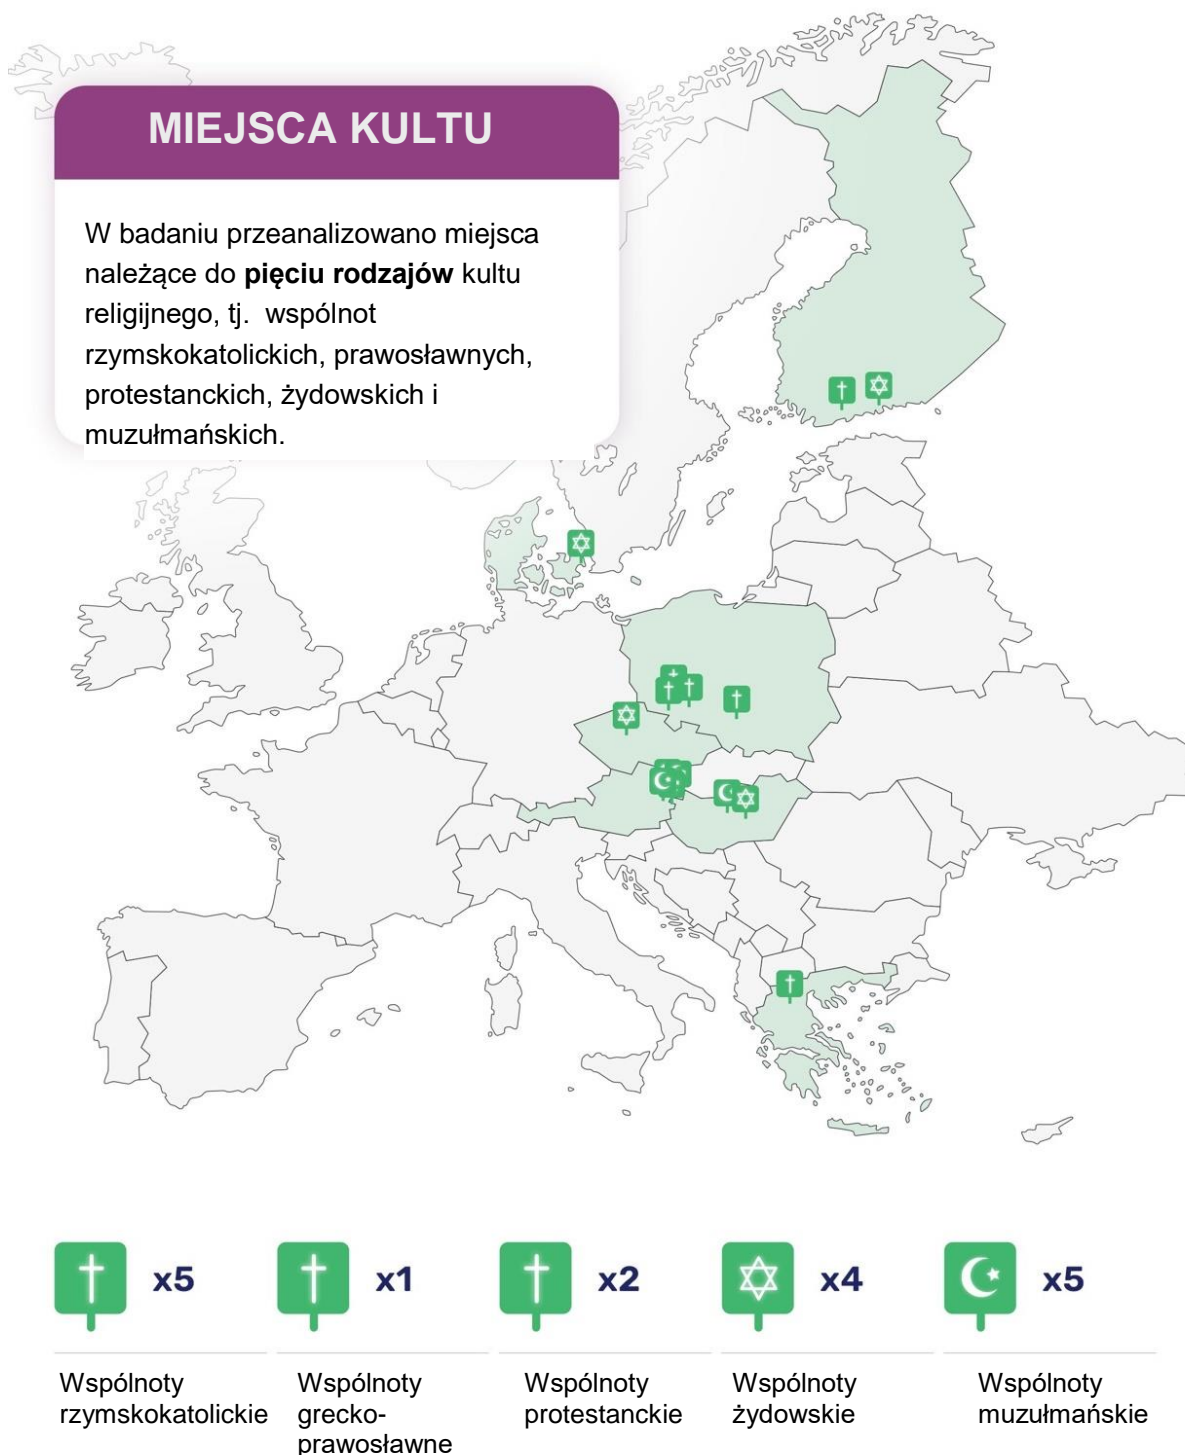 MIEJSCA KULTU
W badaniu przeanalizowano miejsca
należące do pięciu rodzajów kultu
religijnego, tj. wspólnot
rzymskokatolickich, prawosławnych,
protestanckich, żydowskich i
muzułmańskich.
x5
x1
x2
x4
x5
Wspólnoty
rzymskokatolickie
Wspólnoty
grecko-
prawosławne
Wspólnoty
protestanckie
Wspólnoty
żydowskie
Wspólnoty
muzułmańskie